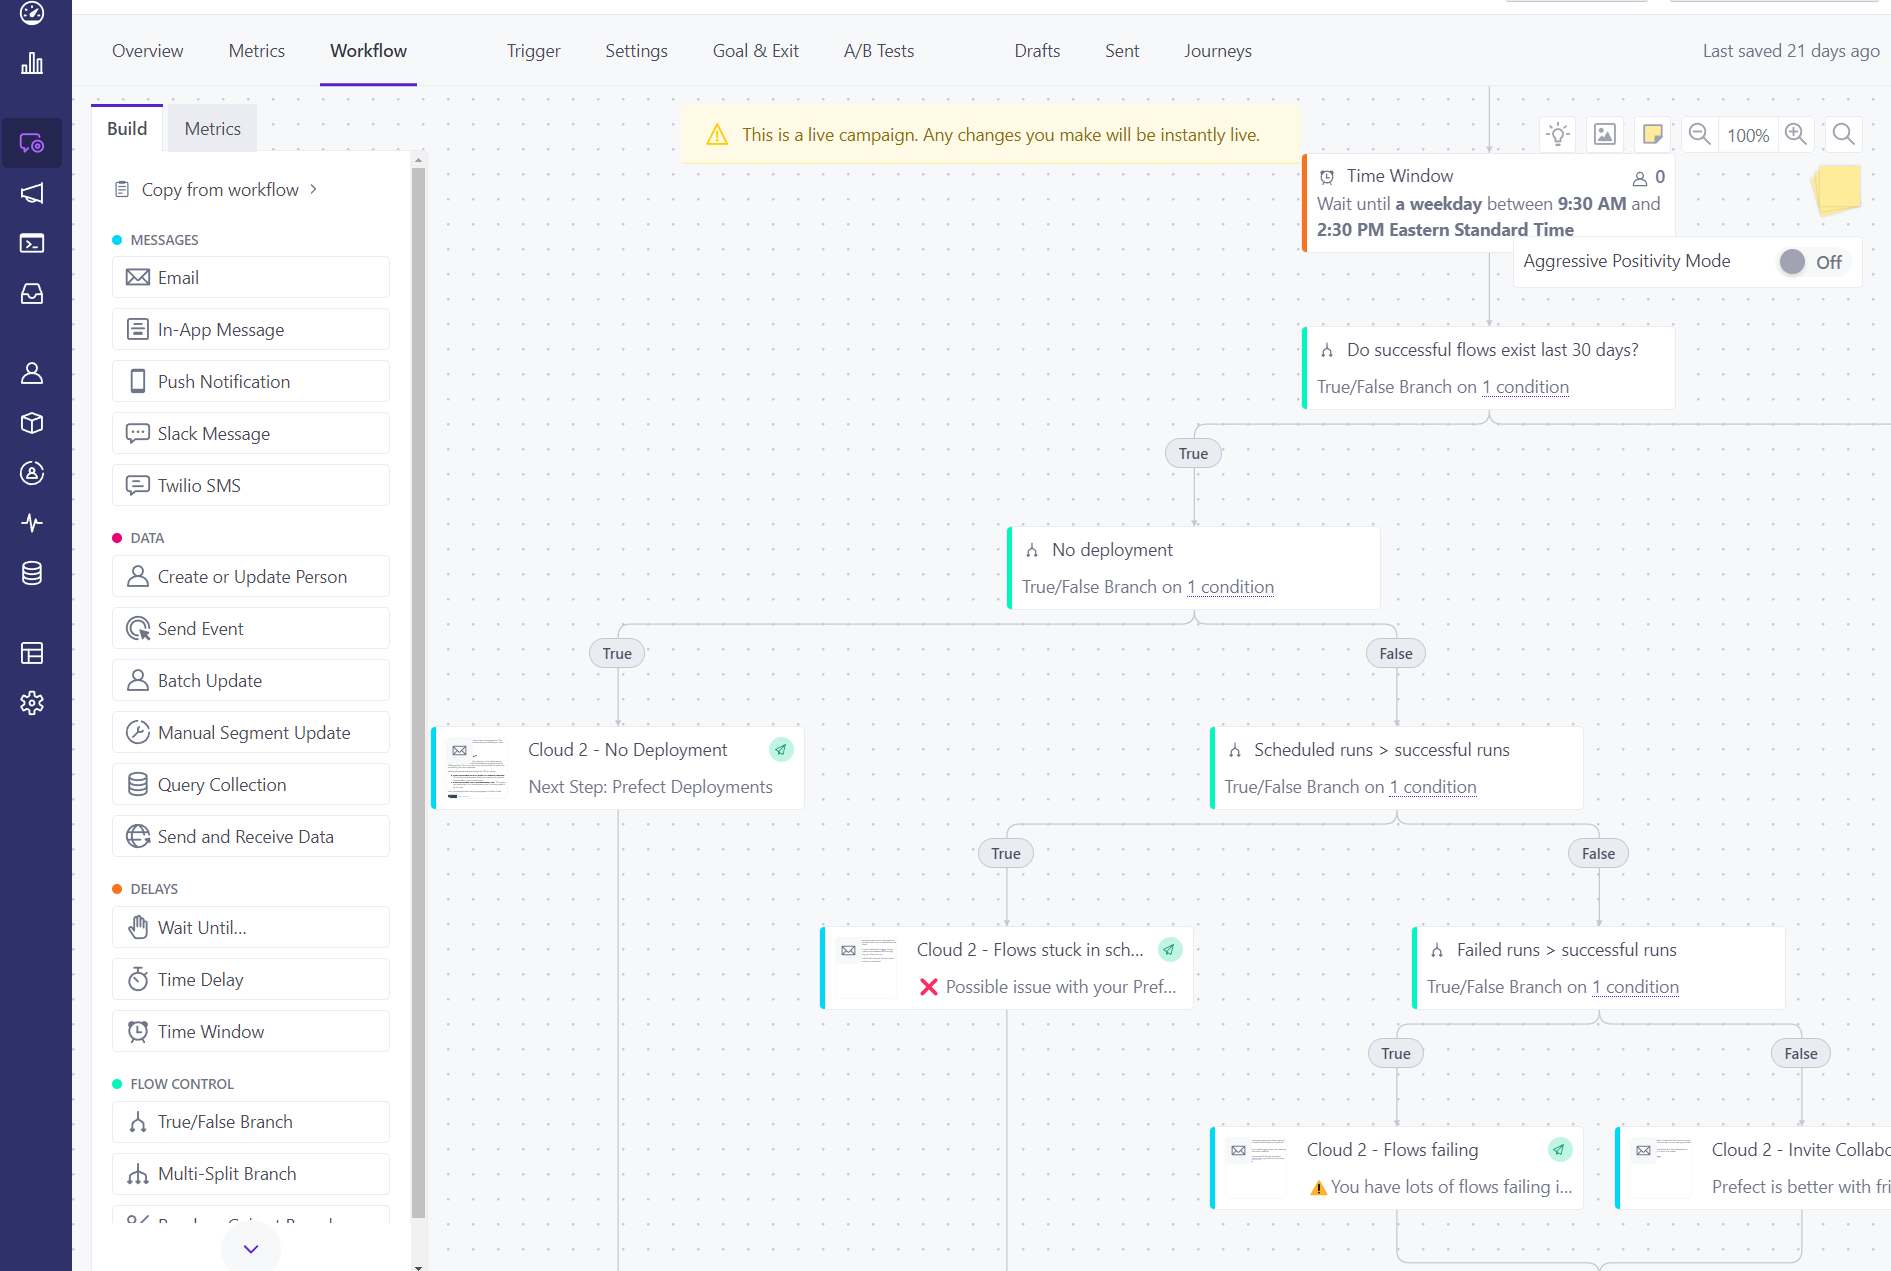 Overview
Metrics
Workflow
Trigger
Settings
Goal & Exit
A/B Tests
Drafts
Sent
Journeys
Last saved 21 days ago
Build
Metrics
Copy from workflow
MESSAGES
Email
In-App Message
Push Notification
Slack Message
Twilio SMS
DATA
Create or Update Person
Send Event
Batch Update
Manual Segment Update
Query Collection
Send and Receive Data
DELAYS
Wait Until...
Time Delay
Time Window
FLOW CONTROL
True/False Branch
Multi-Split Branch
This is a live campaign. Any changes you make will be instantly live.
100%
Time Window
0
Wait until a weekday between 9:30 AM and
2:30 PM Eastern Standard Time
Aggressive Positivity Mode
Off
Do successful flows exist last 30 days?
True/False Branch on 1 condition
True
No deployment
True/False Branch on 1 condition
True
False
Cloud 2 - No Deployment
Next Step: Prefect Deployments
Scheduled runs > successful runs
True/False Branch on 1 condition
True
False
Cloud 2 - Flows stuck in sch...
Possible issue with your Pref...
Failed runs > successful runs
True/False Branch on 1 condition
True
False
Cloud 2 - Flows failing
You have lots of flows failing i...
Cloud 2 - Invite Collabo
Prefect is better with fri